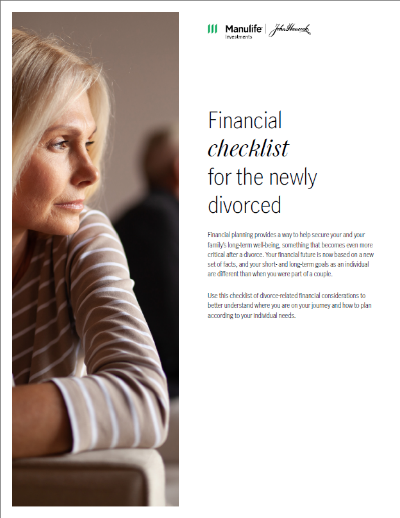 Manulife
Investments
John Hancock
Financial
checklist
for the newly
divorced
Financial planning provides a way to help secure your and your
family's long-term well-being, something that becomes even more
critical after a divorce. Your financial future is now based on a new
set of facts, and your short- and long-term goals as an individual
are different than when you were part of a couple.
Use this checklist of divorce-related financial considerations to
better understand where you are on your journey and how to plan
according to your individual needs.